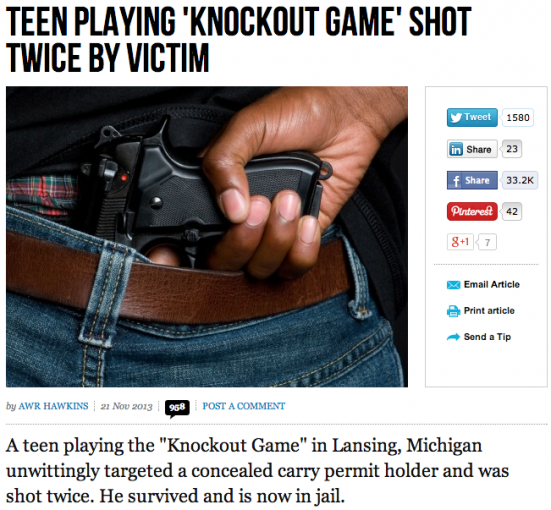 TEEN PLAYING 'KNOCKOUT GAME' SHOT
TWICE BY VICTIM
Tweet 1580
in Share 23
f Share 33.2K
Pinterest 42
g+1 7
Email Article
Print article
Send a Tip
by AWR HAWKINS 21 Nov 2013 958 POST A COMMENT
A teen playing the "Knockout Game" in Lansing, Michigan
unwittingly targeted a concealed carry permit holder and was
shot twice. He survived and is now in jail.